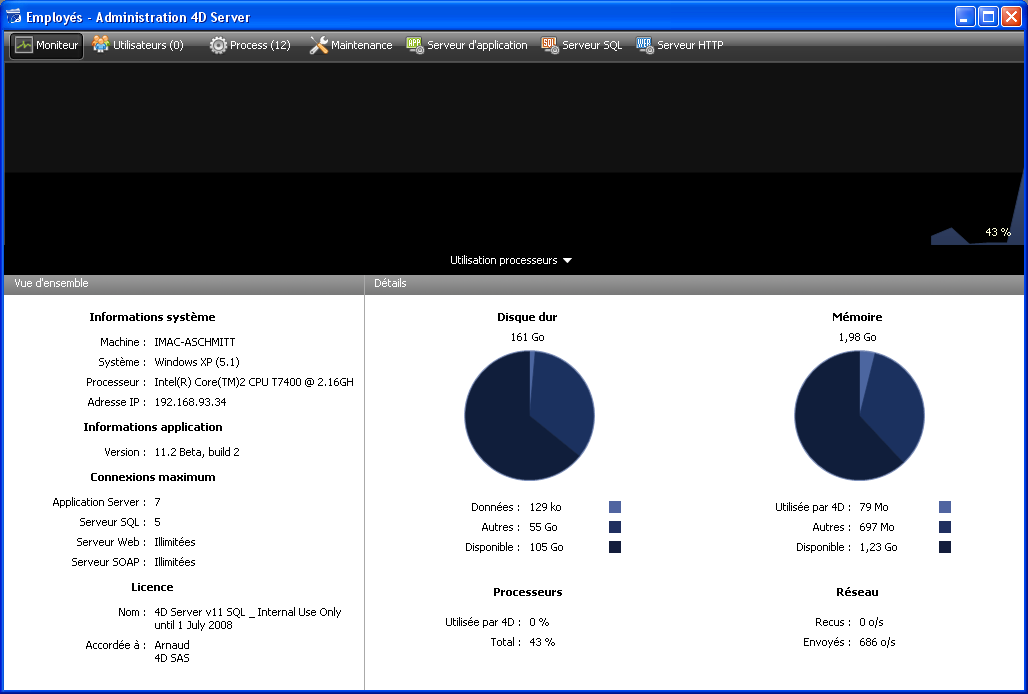 Employés - Administration 4D Server
Moniteur Utilisateurs (0) Process (12) Maintenance APP Serveur d'application SQL Serveur SQL WEB Serveur HTTP
43 %
Utilisation processeurs
Vue d'ensemble
Informations système
Machine : IMAC-ASCHMITT
Système : Windows XP (5.1)
Processeur : Intel(R) Core(TM)2 CPU T7400 @ 2.16GH
Adresse IP : 192.168.93.34
Informations application
Version : 11.2 Beta, build 2
Connexions maximum
Application Server : 7
Serveur SQL : 5
Serveur Web : Illimitées
Serveur SOAP : Illimitées
Licence
Nom : 4D Server v11 SQL _ Internal Use Only
until 1 July 2008
Accordée à : Arnaud
4D SAS
Détails
Disque dur
161 Go
Données : 129 ko
Autres : 55 Go
Disponible : 105 Go
Mémoire
1,98 Go
Utilisée par 4D : 79 Mo
Autres : 697 Mo
Disponible : 1,23 Go
Processeurs
Utilisée par 4D : 0 %
Total : 43 %
Réseau
Recus : 0 o/s
Envoyés : 686 o/s